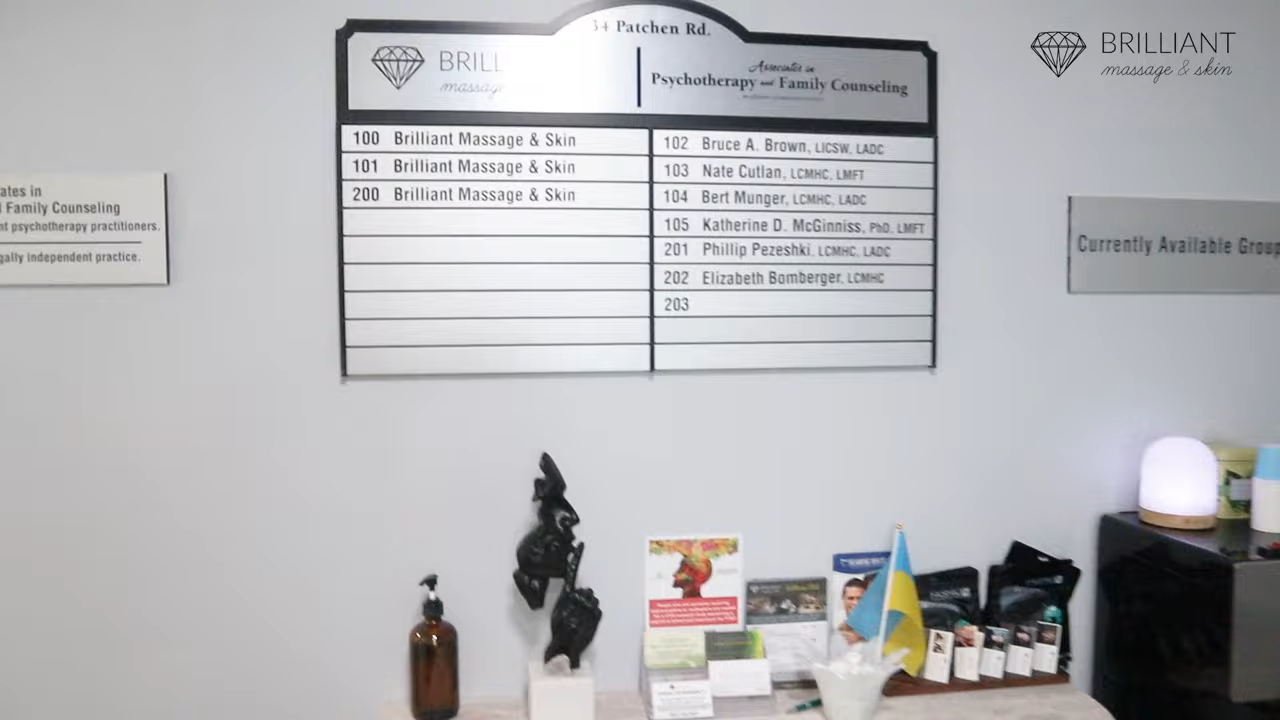 34 Patchen Rd.
BRILL
massage
Associates in
Psychotherapy and Family Counseling
100 Brilliant Massage & Skin
101 Brilliant Massage & Skin
200 Brilliant Massage & Skin
102 Bruce A. Brown, LICSW, LADC
103 Nate Cutlan, LCMHC, LMFT
104 Bert Munger, LCMHC, LADC
105 Katherine D. McGinniss, PhD, LMFT
201 Phillip Pezeshki, LCMHC, LADC
202 Elizabeth Bomberger, LCMHC
203
BRILLIANT
massage & skin
ates in
Family Counseling
nt psychotherapy practitioners.
gally independent practice.
Currently Available Group